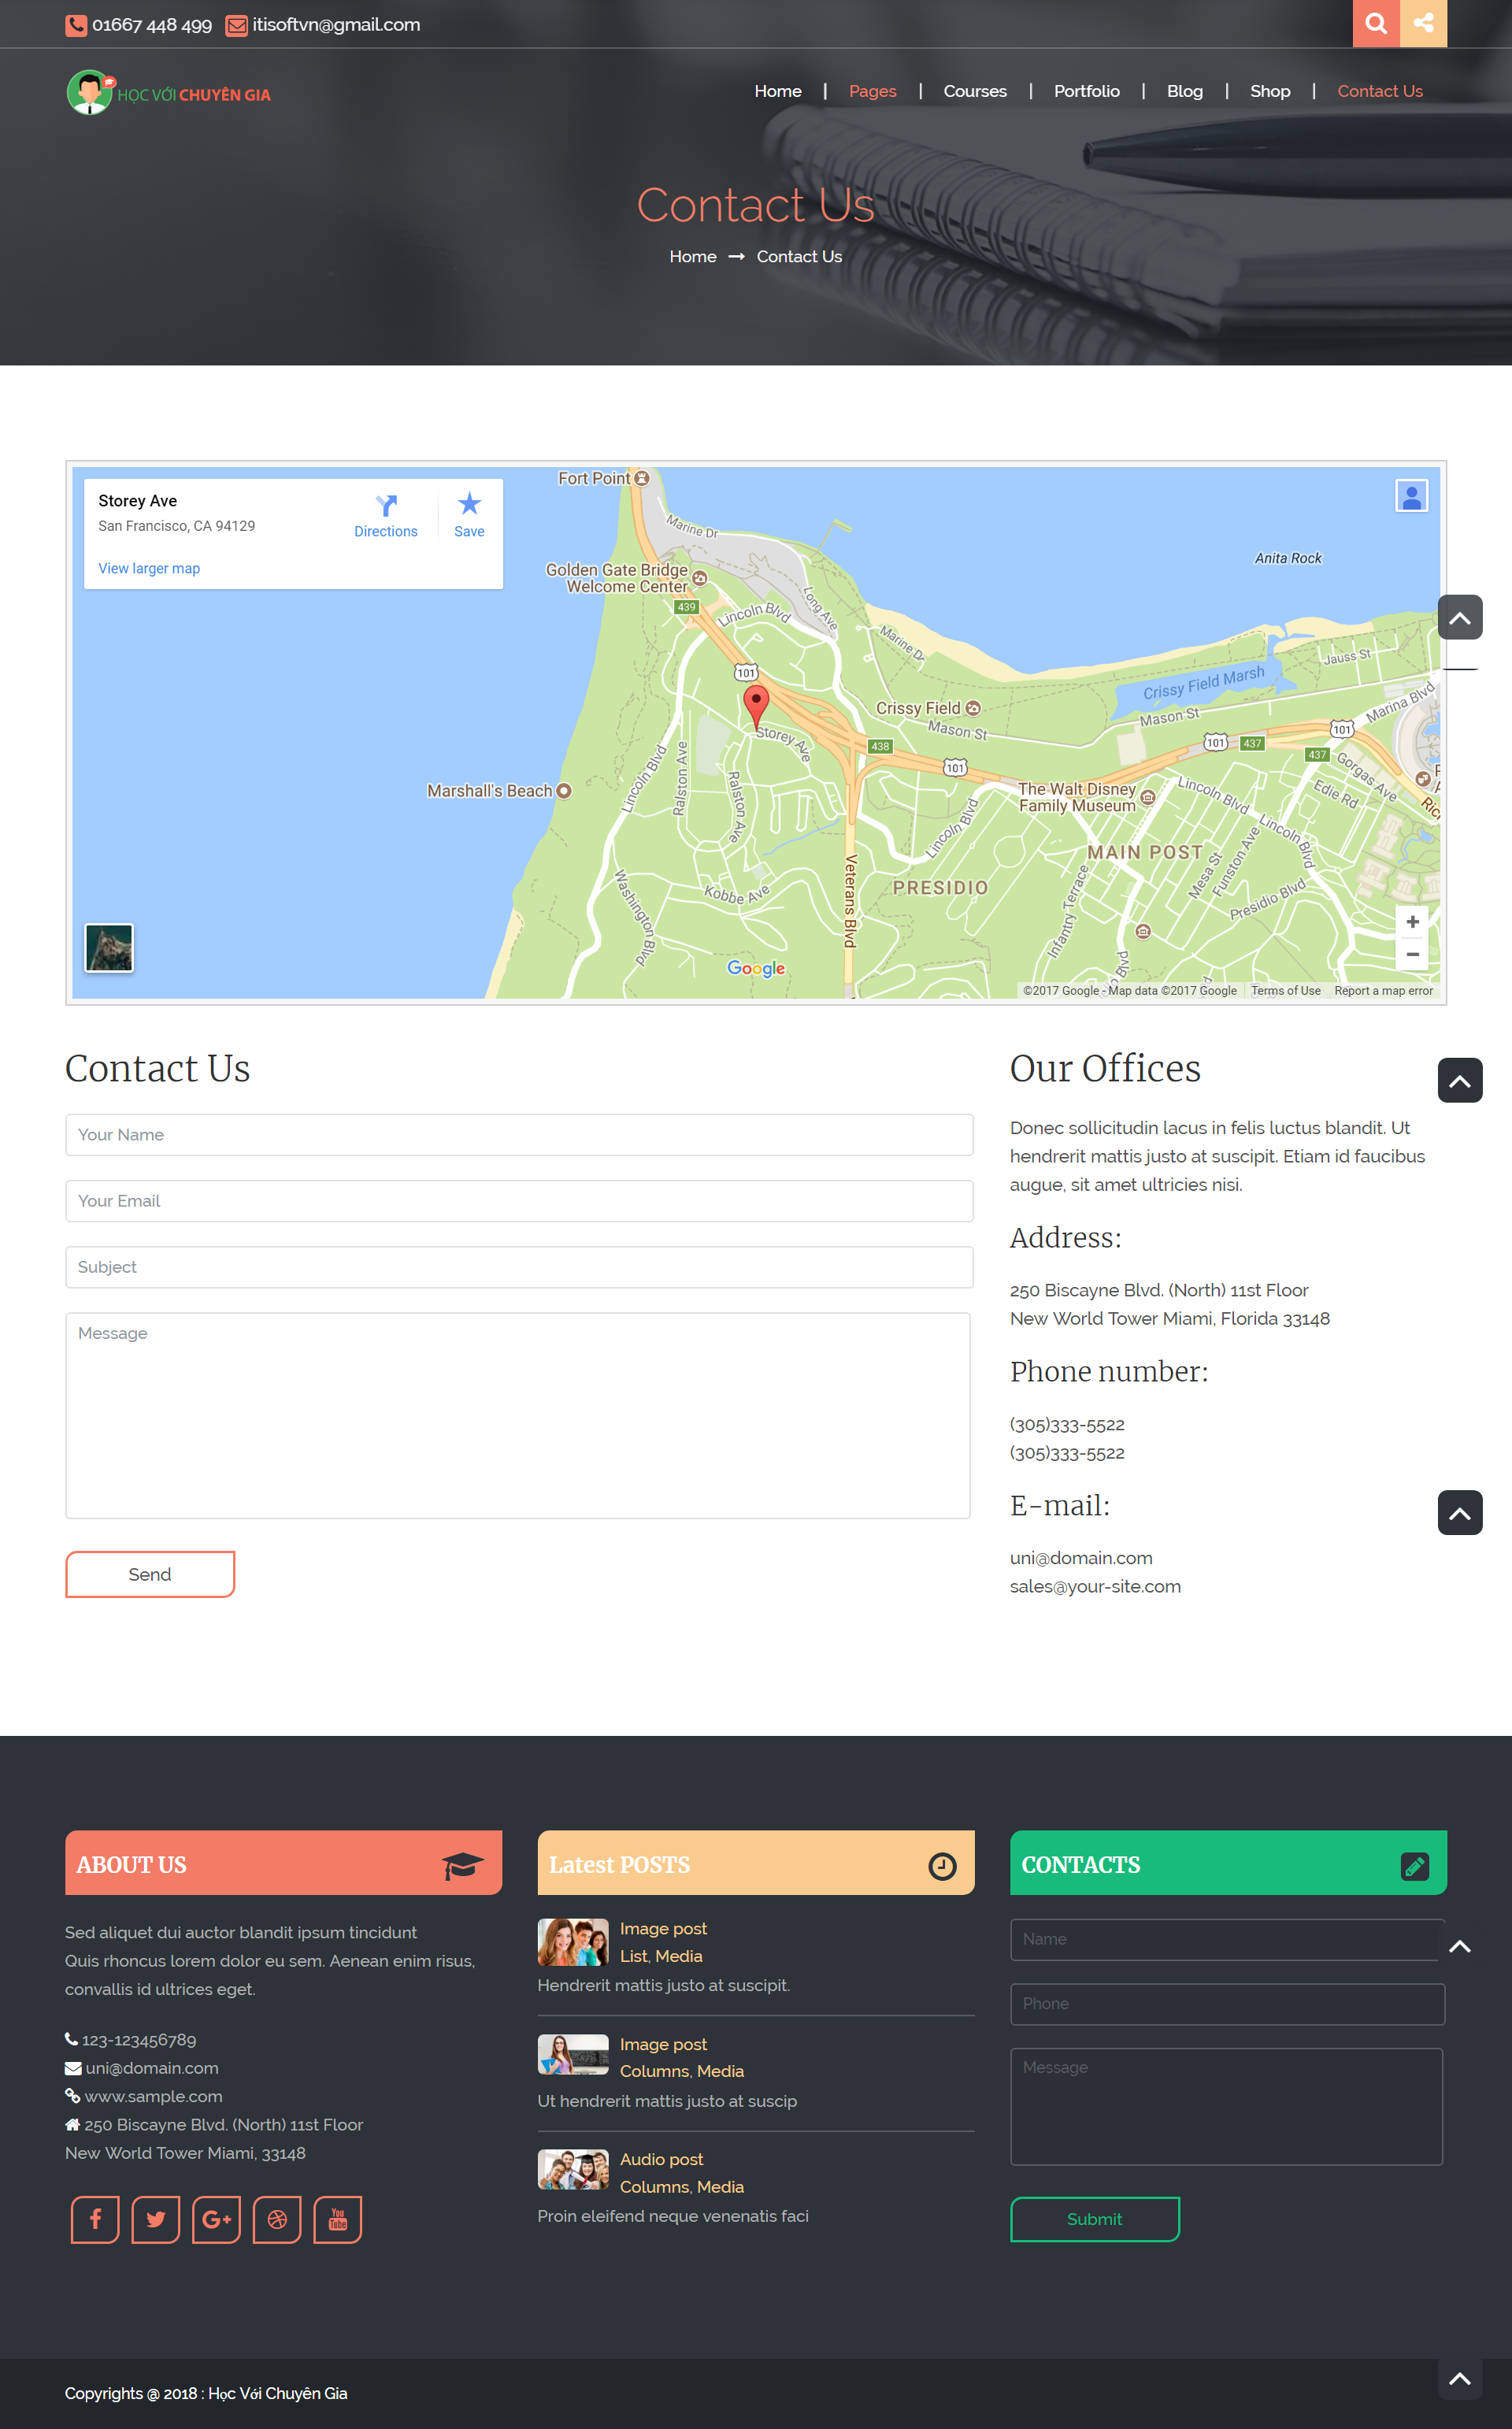 01667 448 499 itisoftvn@gmail.com
HỌC VỚI CHUYÊN GIA
Home | Pages | Courses | Portfolio | Blog | Shop | Contact Us
Contact Us
Home → Contact Us
Storey Ave
San Francisco, CA 94129
Directions
Save
View larger map
Fort Point
Marine Dr
Anita Rock
Golden Gate Bridge
Welcome Center
439
Lincoln Blvd
Long Ave
Marine Dr
101
Jauss St
Crissy Field Marsh
Crissy Field
Mason St
Mason St
Marina Blvd
Storey Ave
438
101
101
437
101
437
Lincoln Blvd
Ralston Ave
Ralston Ave
Marshall's Beach
The Walt Disney
Family Museum
Lincoln Blvd
Gorgas Ave
Edie Rd
Lincoln Blvd
Lincoln Blvd
MAIN POST
Mesa St
Funston Ave
PRESIDIO
Kobbe Ave
Veterans Blvd
Washington Blvd
Infantry Terrace
Presidio Blvd
Google
©2017 Google - Map data ©2017 Google
Terms of Use
Report a map error
Contact Us
Your Name
Your Email
Subject
Message
Send
Our Offices
Donec sollicitudin lacus in felis luctus blandit. Ut
hendrerit mattis justo at suscipit. Etiam id faucibus
augue, sit amet ultricies nisi.
Address:
250 Biscayne Blvd. (North) 11st Floor
New World Tower Miami, Florida 33148
Phone number:
(305)333-5522
(305)333-5522
E-mail:
uni@domain.com
sales@your-site.com
ABOUT US
Sed aliquet dui auctor blandit ipsum tincidunt
Quis rhoncus lorem dolor eu sem. Aenean enim risus,
convallis id ultrices eget.
123-123456789
uni@domain.com
www.sample.com
250 Biscayne Blvd. (North) 11st Floor
New World Tower Miami, 33148
You
Tube
Latest POSTS
Image post
List, Media
Hendrerit mattis justo at suscipit.
Image post
Columns, Media
Ut hendrerit mattis justo at suscip
Audio post
Columns, Media
Proin eleifend neque venenatis faci
CONTACTS
Name
Phone
Message
Submit
Copyrights @ 2018 : Học Với Chuyên Gia